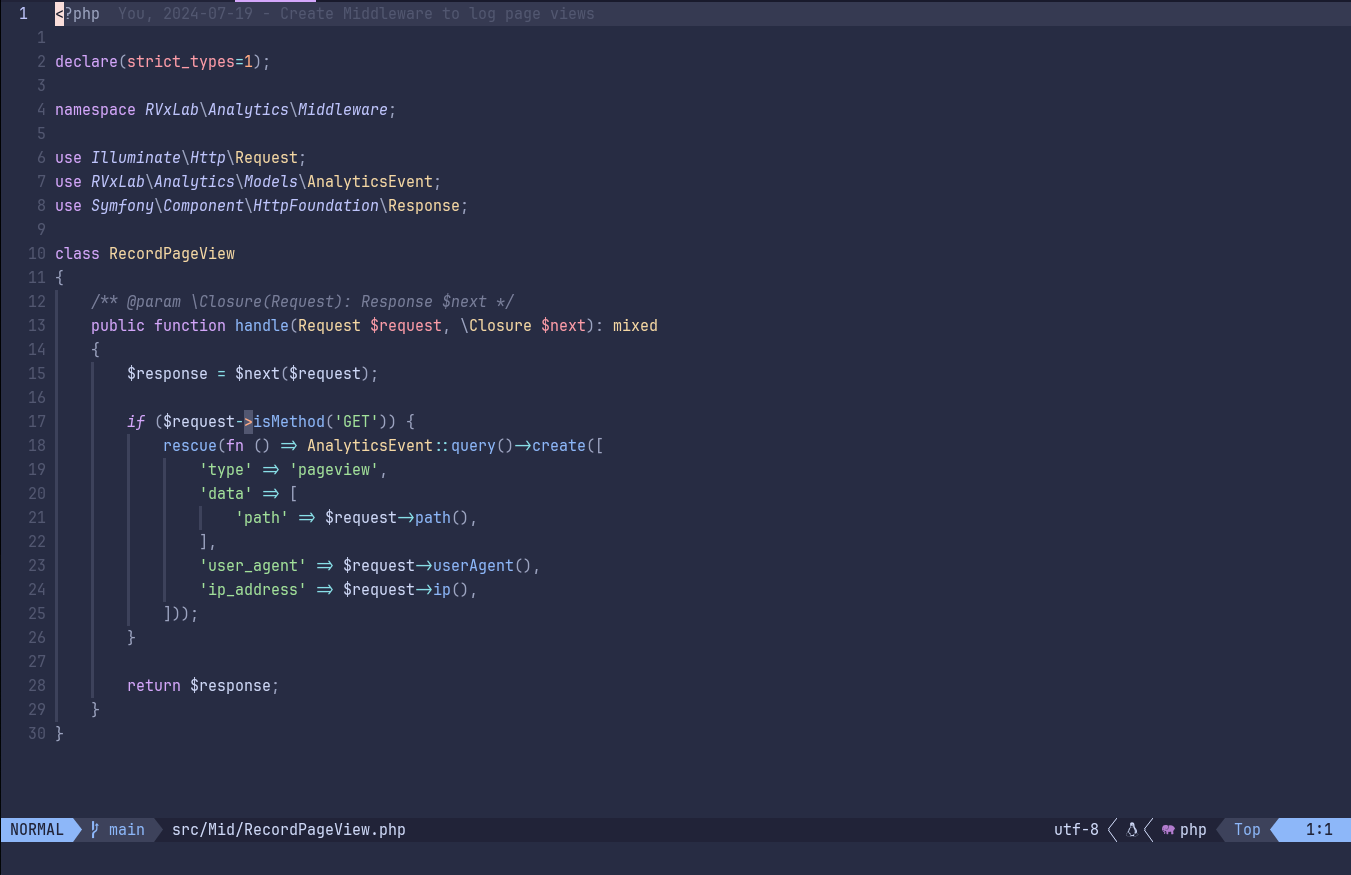 1 <?php You, 2024-07-19 - Create Middleware to log page views
1
2 declare(strict_types=1);
3
4 namespace RVxLab\Analytics\Middleware;
5
6 use Illuminate\Http\Request;
7 use RVxLab\Analytics\Models\AnalyticsEvent;
8 use Symfony\Component\HttpFoundation\Response;
9
10 class RecordPageView
11 {
12     /** @param \Closure(Request): Response $next */
13     public function handle(Request $request, \Closure $next): mixed
14     {
15         $response = $next($request);
16
17         if ($request->isMethod('GET')) {
18             rescue(fn () => AnalyticsEvent::query()->create([
19                 'type' => 'pageview',
20                 'data' => [
21                     'path' => $request->path(),
22                 ],
23                 'user_agent' => $request->userAgent(),
24                 'ip_address' => $request->ip(),
25             ]));
26         }
27
28         return $response;
29     }
30 }
NORMAL main src/Mid/RecordPageView.php utf-8 php Top 1:1